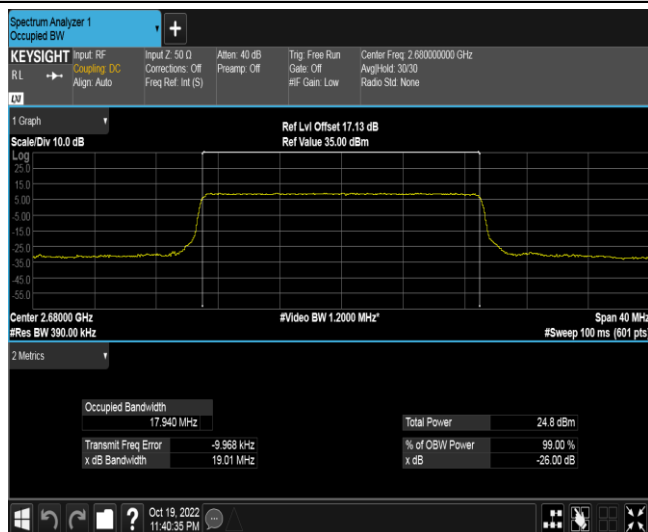 Spectrum Analyzer 1
Occupied BW
+
KEYSIGHT Input: RF Input Z: 50 Ω Atten: 40 dB Trig: Free Run Center Freq: 2.680000000 GHz
RL Coupling: DC Corrections: Off Preamp: Off Gate: Off Avg|Hold: 30/30
Align: Auto Freq Ref: Int (S) #IF Gain: Low Radio Std: None
LXI
1 Graph
Ref Lvl Offset 17.13 dB
Scale/Div 10.0 dB Ref Value 35.00 dBm
Log
25.0
15.0
5.00
-5.00
-15.0
-25.0
-35.0
-45.0
-55.0
Center 2.68000 GHz #Video BW 1.2000 MHz* Span 40 MHz
#Res BW 390.00 kHz #Sweep 100 ms (601 pts)
2 Metrics
Occupied Bandwidth
17.940 MHz Total Power 24.8 dBm
Transmit Freq Error -9.968 kHz % of OBW Power 99.00 %
x dB Bandwidth 19.01 MHz x dB -26.00 dB
? Oct 19, 2022
11:40:35 PM